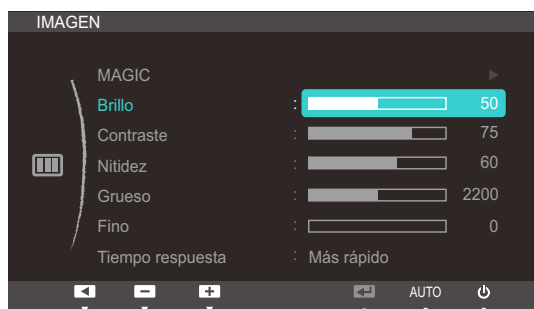 IMAGEN
MAGIC
Brillo : 50
Contraste : 75
Nitidez : 60
Grueso : 2200
Fino : 0
Tiempo respuesta : Más rápido
AUTO